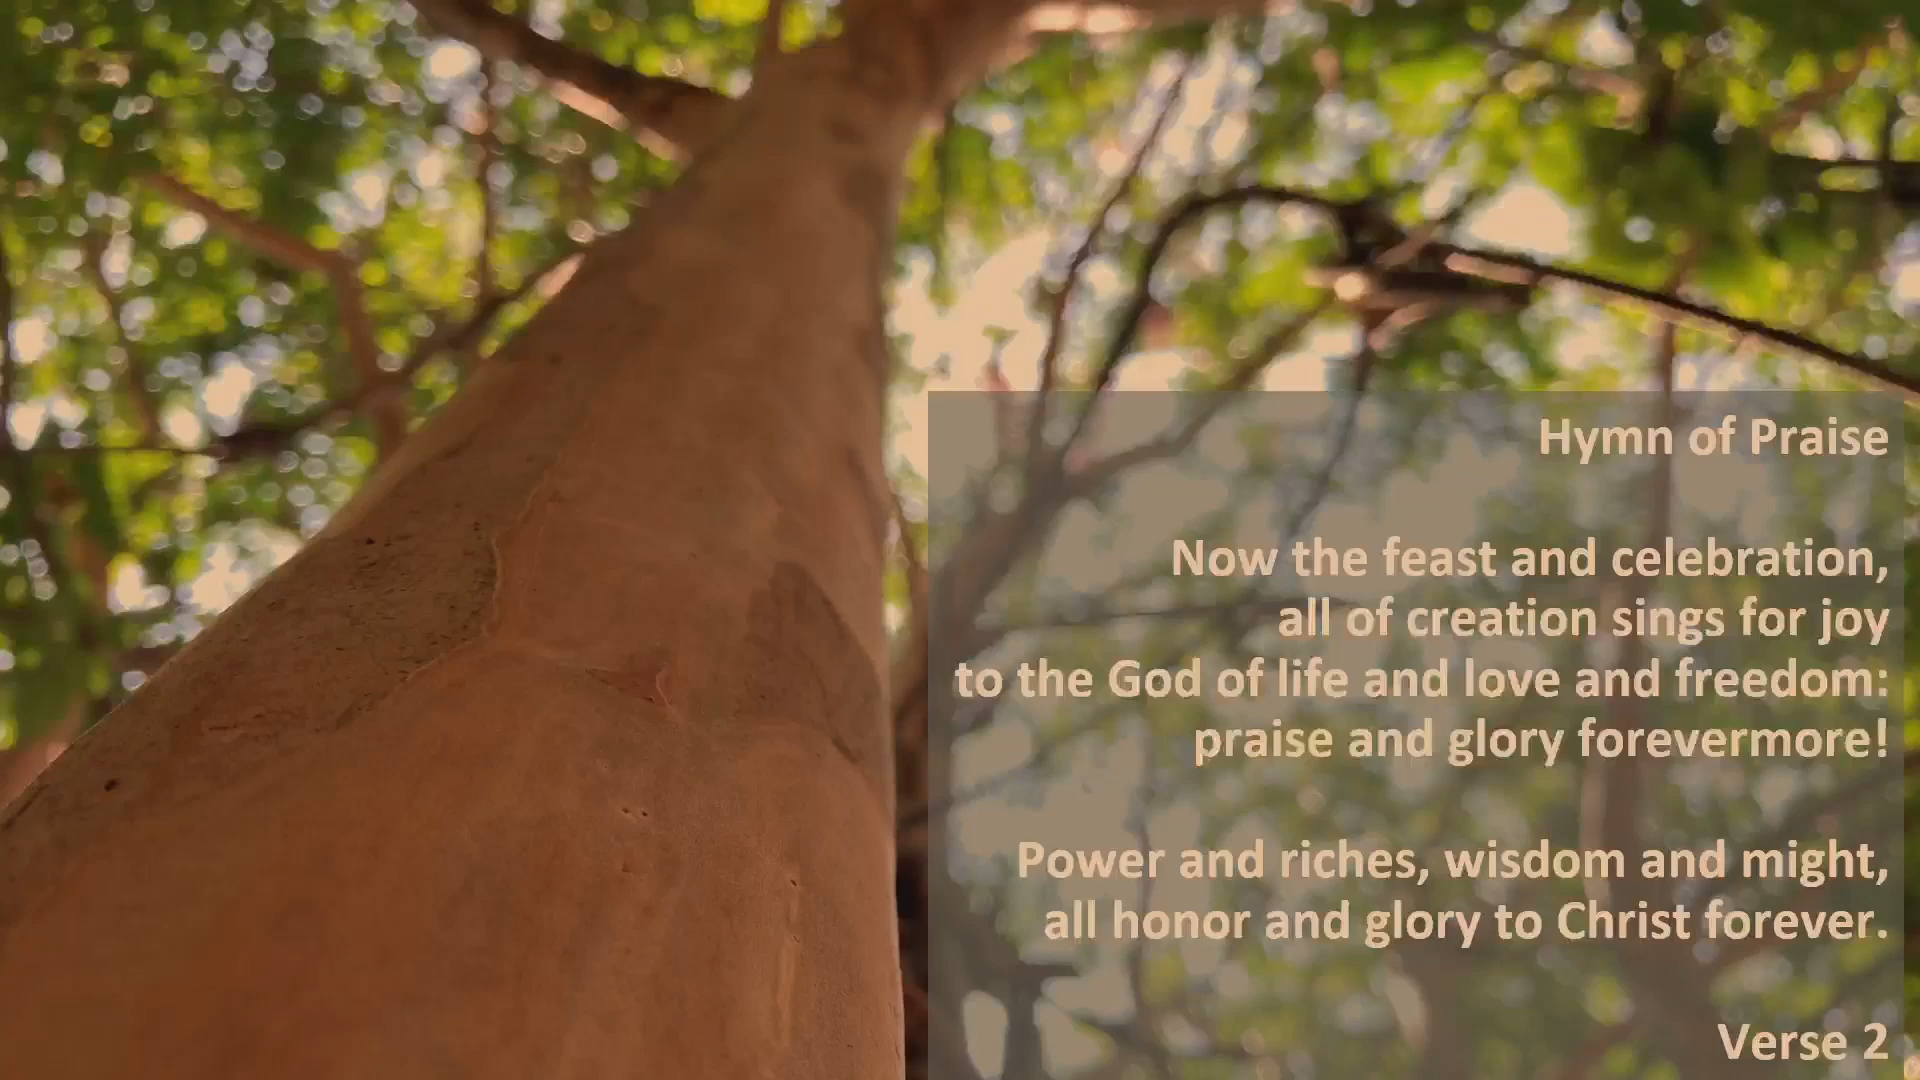 Hymn of Praise
Now the feast and celebration,
all of creation sings for joy
to the God of life and love and freedom:
praise and glory forevermore!
Power and riches, wisdom and might,
all honor and glory to Christ forever.
Verse 2